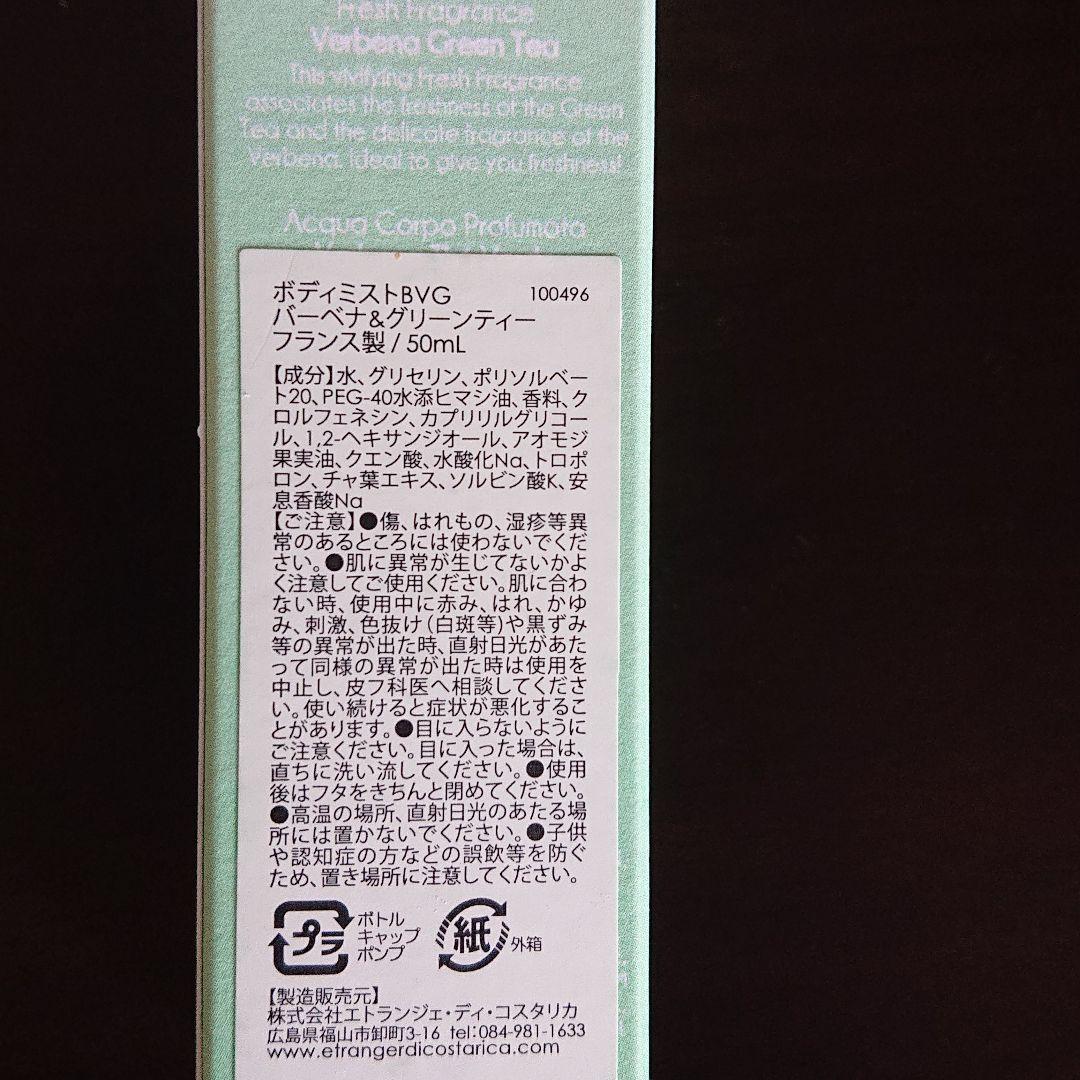 Fresh Fragrance
Verbena Green Tea
This vivifying Fresh Fragrance
associates the freshness of the Green
Tea and the delicate fragrance of the
Verbena. Ideal to give you freshness!
Acqua Corpo Profumata
ボディミストBVG 100496
バーベナ&グリーンティー
フランス製 / 50mL
【成分】水、グリセリン、ポリソルベー
ト20、PEG-40水添ヒマシ油、香料、ク
ロルフェネシン、カプリリルグリコー
ル、1,2-ヘキサンジオール、アオモジ
果実油、クエン酸、水酸化Na、トロポ
ロン、チャ葉エキス、ソルビン酸K、安
息香酸Na
【ご注意】●傷、はれもの、湿疹等異
常のあるところには使わないでくだ
さい。●肌に異常が生じてないかよ
く注意してご使用ください。肌に合わ
ない時、使用中に赤み、はれ、かゆ
み、刺激、色抜け(白斑等)や黒ずみ
等の異常が出た時、直射日光があた
って同様の異常が出た時は使用を
中止し、皮フ科医へ相談してくださ
い。使い続けると症状が悪化するこ
とがあります。●目に入らないように
ご注意ください。目に入った場合は、
直ちに洗い流してください。●使用
後はフタをきちんと閉めてください。
●高温の場所、直射日光のあたる場
所には置かないでください。●子供
や認知症の方などの誤飲等を防ぐ
ため、置き場所に注意してください。
プラ ボトル
キャップ
ポンプ
紙 外箱
【製造販売元】
株式会社エトランジェ・ディ・コスタリカ
広島県福山市卸町3-16 tel:084-981-1633
www.etrangerdicostarica.com